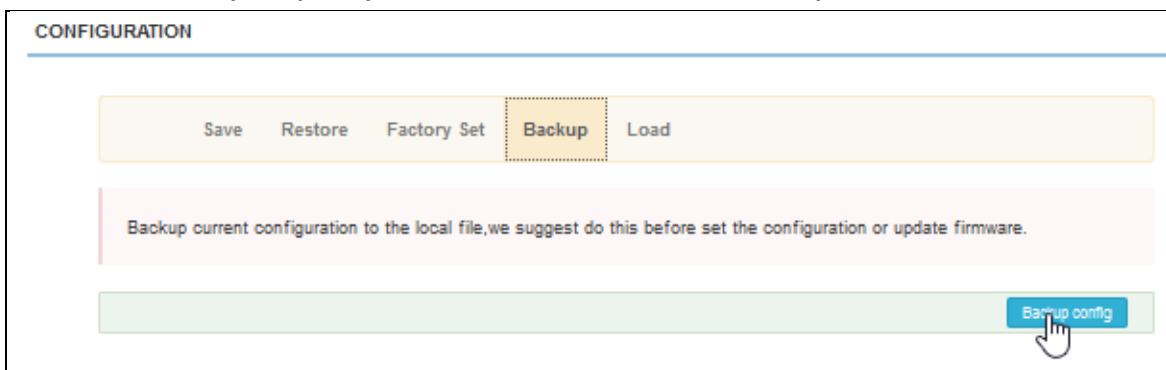 CONFIGURATION
Save Restore Factory Set Backup Load
Backup current configuration to the local file,we suggest do this before set the configuration or update firmware.
Backup config